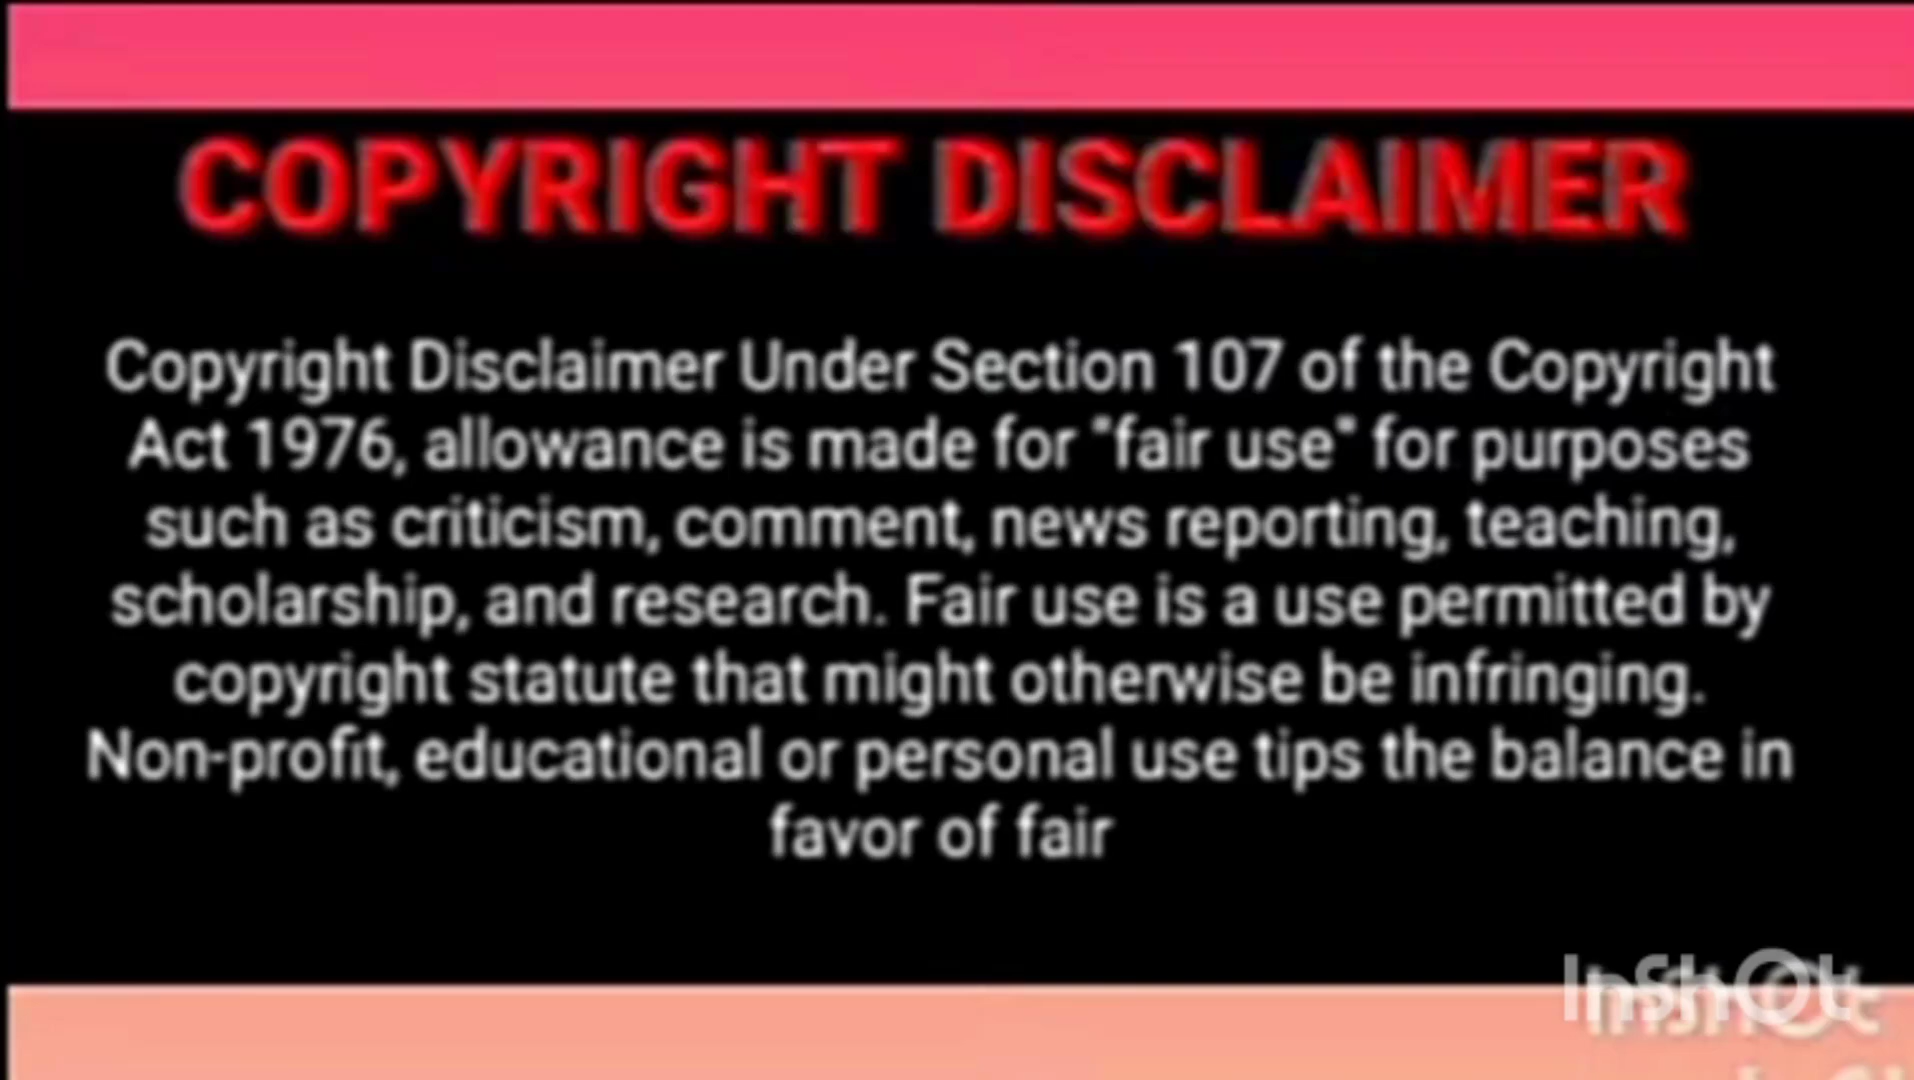 COPYRIGHT DISCLAIMER
Copyright Disclaimer Under Section 107 of the Copyright
Act 1976, allowance is made for "fair use" for purposes
such as criticism, comment, news reporting, teaching,
scholarship, and research. Fair use is a use permitted by
copyright statute that might otherwise be infringing.
Non-profit, educational or personal use tips the balance in
favor of fair
InShOt
InShOt